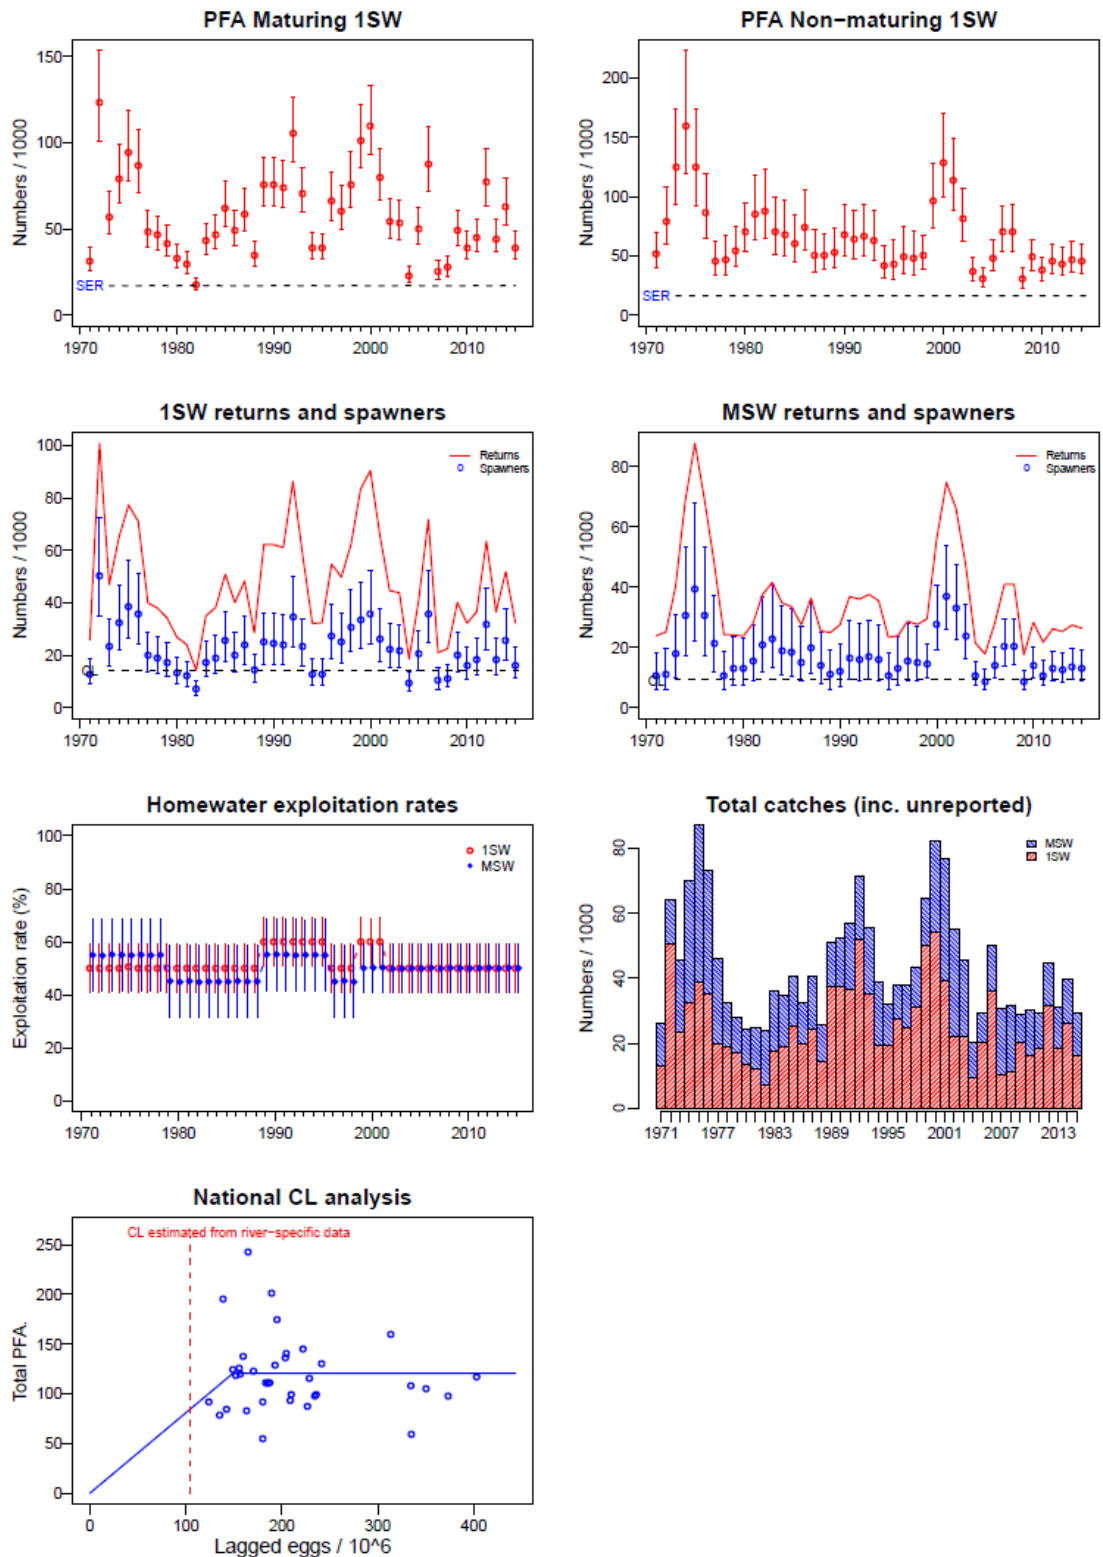 PFA Maturing 1SW
Numbers / 1000
150
100
50
0
SER
1970 1980 1990 2000 2010
PFA Non−maturing 1SW
Numbers / 1000
200
150
100
50
0
SER
1970 1980 1990 2000 2010
1SW returns and spawners
Numbers / 1000
100
80
60
40
20
0
Returns
Spawners
CL
1970 1980 1990 2000 2010
MSW returns and spawners
Numbers / 1000
80
60
40
20
0
Returns
Spawners
CL
1970 1980 1990 2000 2010
Homewater exploitation rates
Exploitation rate (%)
100
80
60
40
20
0
1SW
MSW
1970 1980 1990 2000 2010
Total catches (inc. unreported)
Numbers / 1000
80
60
40
20
0
MSW
1SW
1971 1977 1983 1989 1995 2001 2007 2013
National CL analysis
CL estimated from river−specific data
Total PFA.
250
200
150
100
50
0
0 100 200 300 400
Lagged eggs / 10^6